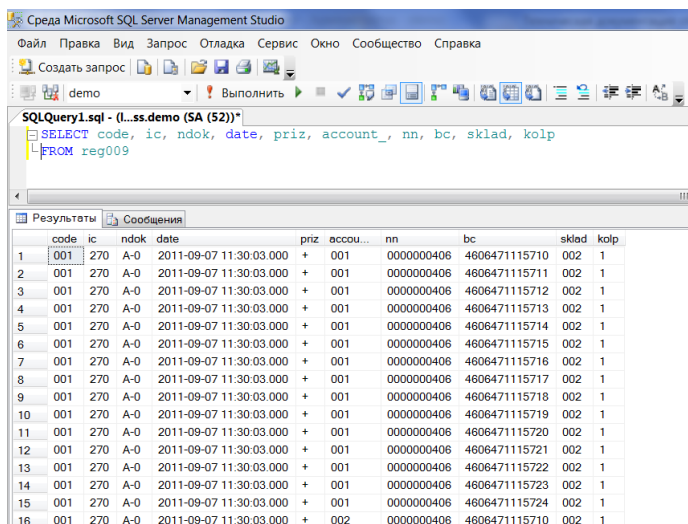 Среда Microsoft SQL Server Management Studio
Файл Правка Вид Запрос Отладка Сервис Окно Сообщество Справка
Создать запрос
demo Выполнить
SQLQuery1.sql - (l...ss.demo (SA (52))*
SELECT code, ic, ndok, date, priz, account_, nn, bc, sklad, kolp
FROM reg009
Результаты Сообщения
code ic ndok date priz accou... nn bc sklad kolp
1 001 270 A-0 2011-09-07 11:30:03.000 + 001 0000000406 4606471115710 002 1
2 001 270 A-0 2011-09-07 11:30:03.000 + 001 0000000406 4606471115711 002 1
3 001 270 A-0 2011-09-07 11:30:03.000 + 001 0000000406 4606471115712 002 1
4 001 270 A-0 2011-09-07 11:30:03.000 + 001 0000000406 4606471115713 002 1
5 001 270 A-0 2011-09-07 11:30:03.000 + 001 0000000406 4606471115714 002 1
6 001 270 A-0 2011-09-07 11:30:03.000 + 001 0000000406 4606471115715 002 1
7 001 270 A-0 2011-09-07 11:30:03.000 + 001 0000000406 4606471115716 002 1
8 001 270 A-0 2011-09-07 11:30:03.000 + 001 0000000406 4606471115717 002 1
9 001 270 A-0 2011-09-07 11:30:03.000 + 001 0000000406 4606471115718 002 1
10 001 270 A-0 2011-09-07 11:30:03.000 + 001 0000000406 4606471115719 002 1
11 001 270 A-0 2011-09-07 11:30:03.000 + 001 0000000406 4606471115720 002 1
12 001 270 A-0 2011-09-07 11:30:03.000 + 001 0000000406 4606471115721 002 1
13 001 270 A-0 2011-09-07 11:30:03.000 + 001 0000000406 4606471115722 002 1
14 001 270 A-0 2011-09-07 11:30:03.000 + 001 0000000406 4606471115723 002 1
15 001 270 A-0 2011-09-07 11:30:03.000 + 001 0000000406 4606471115724 002 1
16 001 270 A-0 2011-09-07 11:30:03.000 + 002 0000000406 4606471115710 002 1